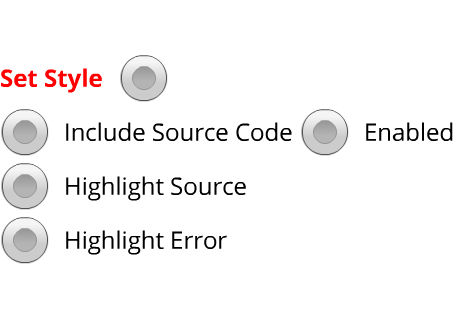 Set Style
Include Source Code Enabled
Highlight Source
Highlight Error